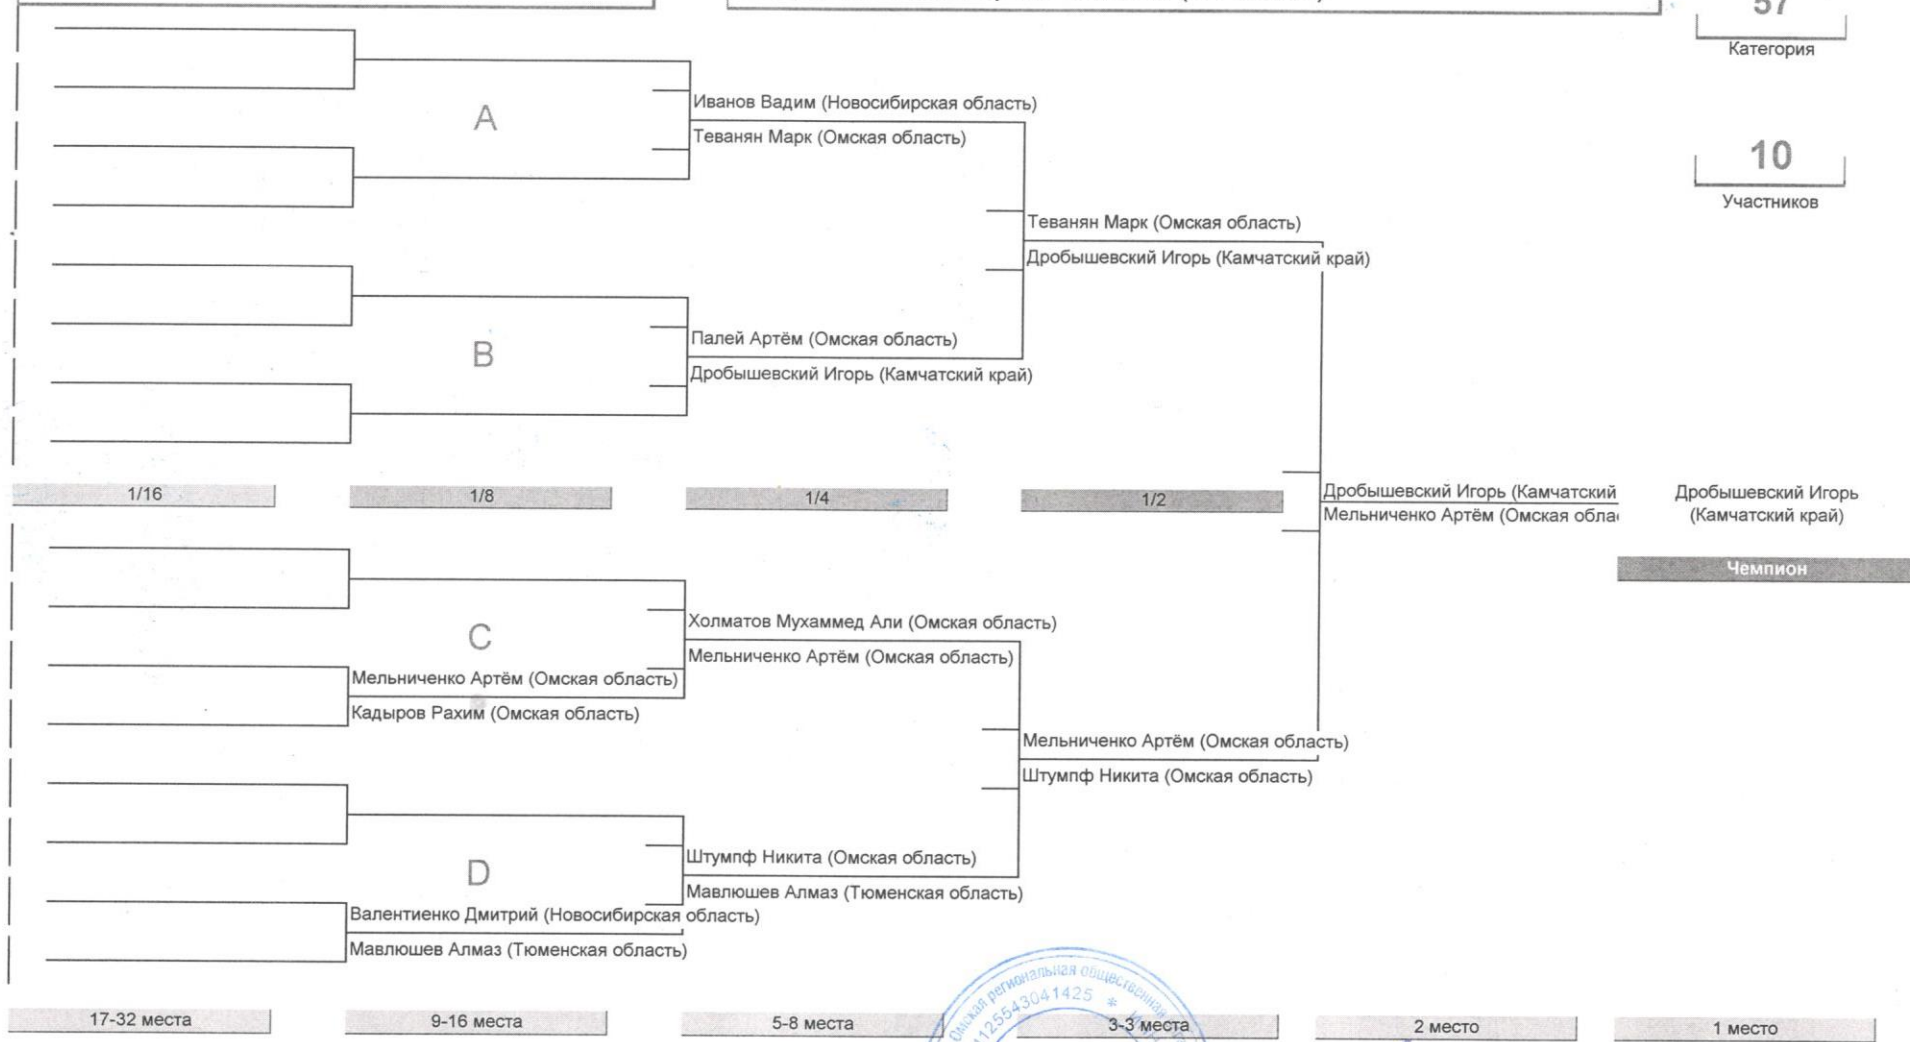 57
Категория
10
Участников
A
Иванов Вадим (Новосибирская область)
Теванян Марк (Омская область)
Теванян Марк (Омская область)
Дробышевский Игорь (Камчатский край)
B
Палей Артём (Омская область)
Дробышевский Игорь (Камчатский край)
1/16 1/8 1/4 1/2
Дробышевский Игорь (Камчатский
Мельниченко Артём (Омская обла
Дробышевский Игорь
(Камчатский край)
Чемпион
C
Холматов Мухаммед Али (Омская область)
Мельниченко Артём (Омская область)
Мельниченко Артём (Омская область)
Кадыров Рахим (Омская область)
Мельниченко Артём (Омская область)
Штумпф Никита (Омская область)
D
Штумпф Никита (Омская область)
Мавлюшев Алмаз (Тюменская область)
Валентиенко Дмитрий (Новосибирская область)
Мавлюшев Алмаз (Тюменская область)
Омская региональная общественная
1125543041425 *
17-32 места 9-16 места 5-8 места 3-3 места 2 место 1 место